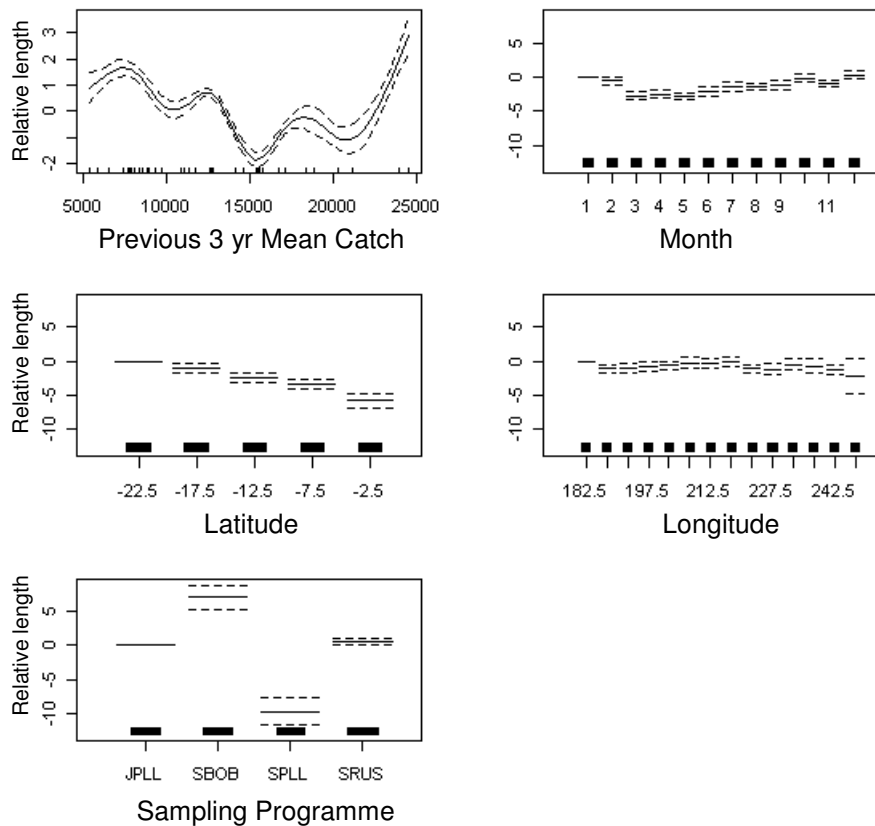 Relative length
3
2
1
0
-2
5000 10000 15000 20000 25000
Previous 3 yr Mean Catch
5
0
-5
-10
1 2 3 4 5 6 7 8 9 11
Month
Relative length
5
0
-5
-10
-22.5 -17.5 -12.5 -7.5 -2.5
Latitude
5
0
-5
-10
182.5 197.5 212.5 227.5 242.5
Longitude
Relative length
5
0
-5
-10
JPLL SBOB SPLL SRUS
Sampling Programme